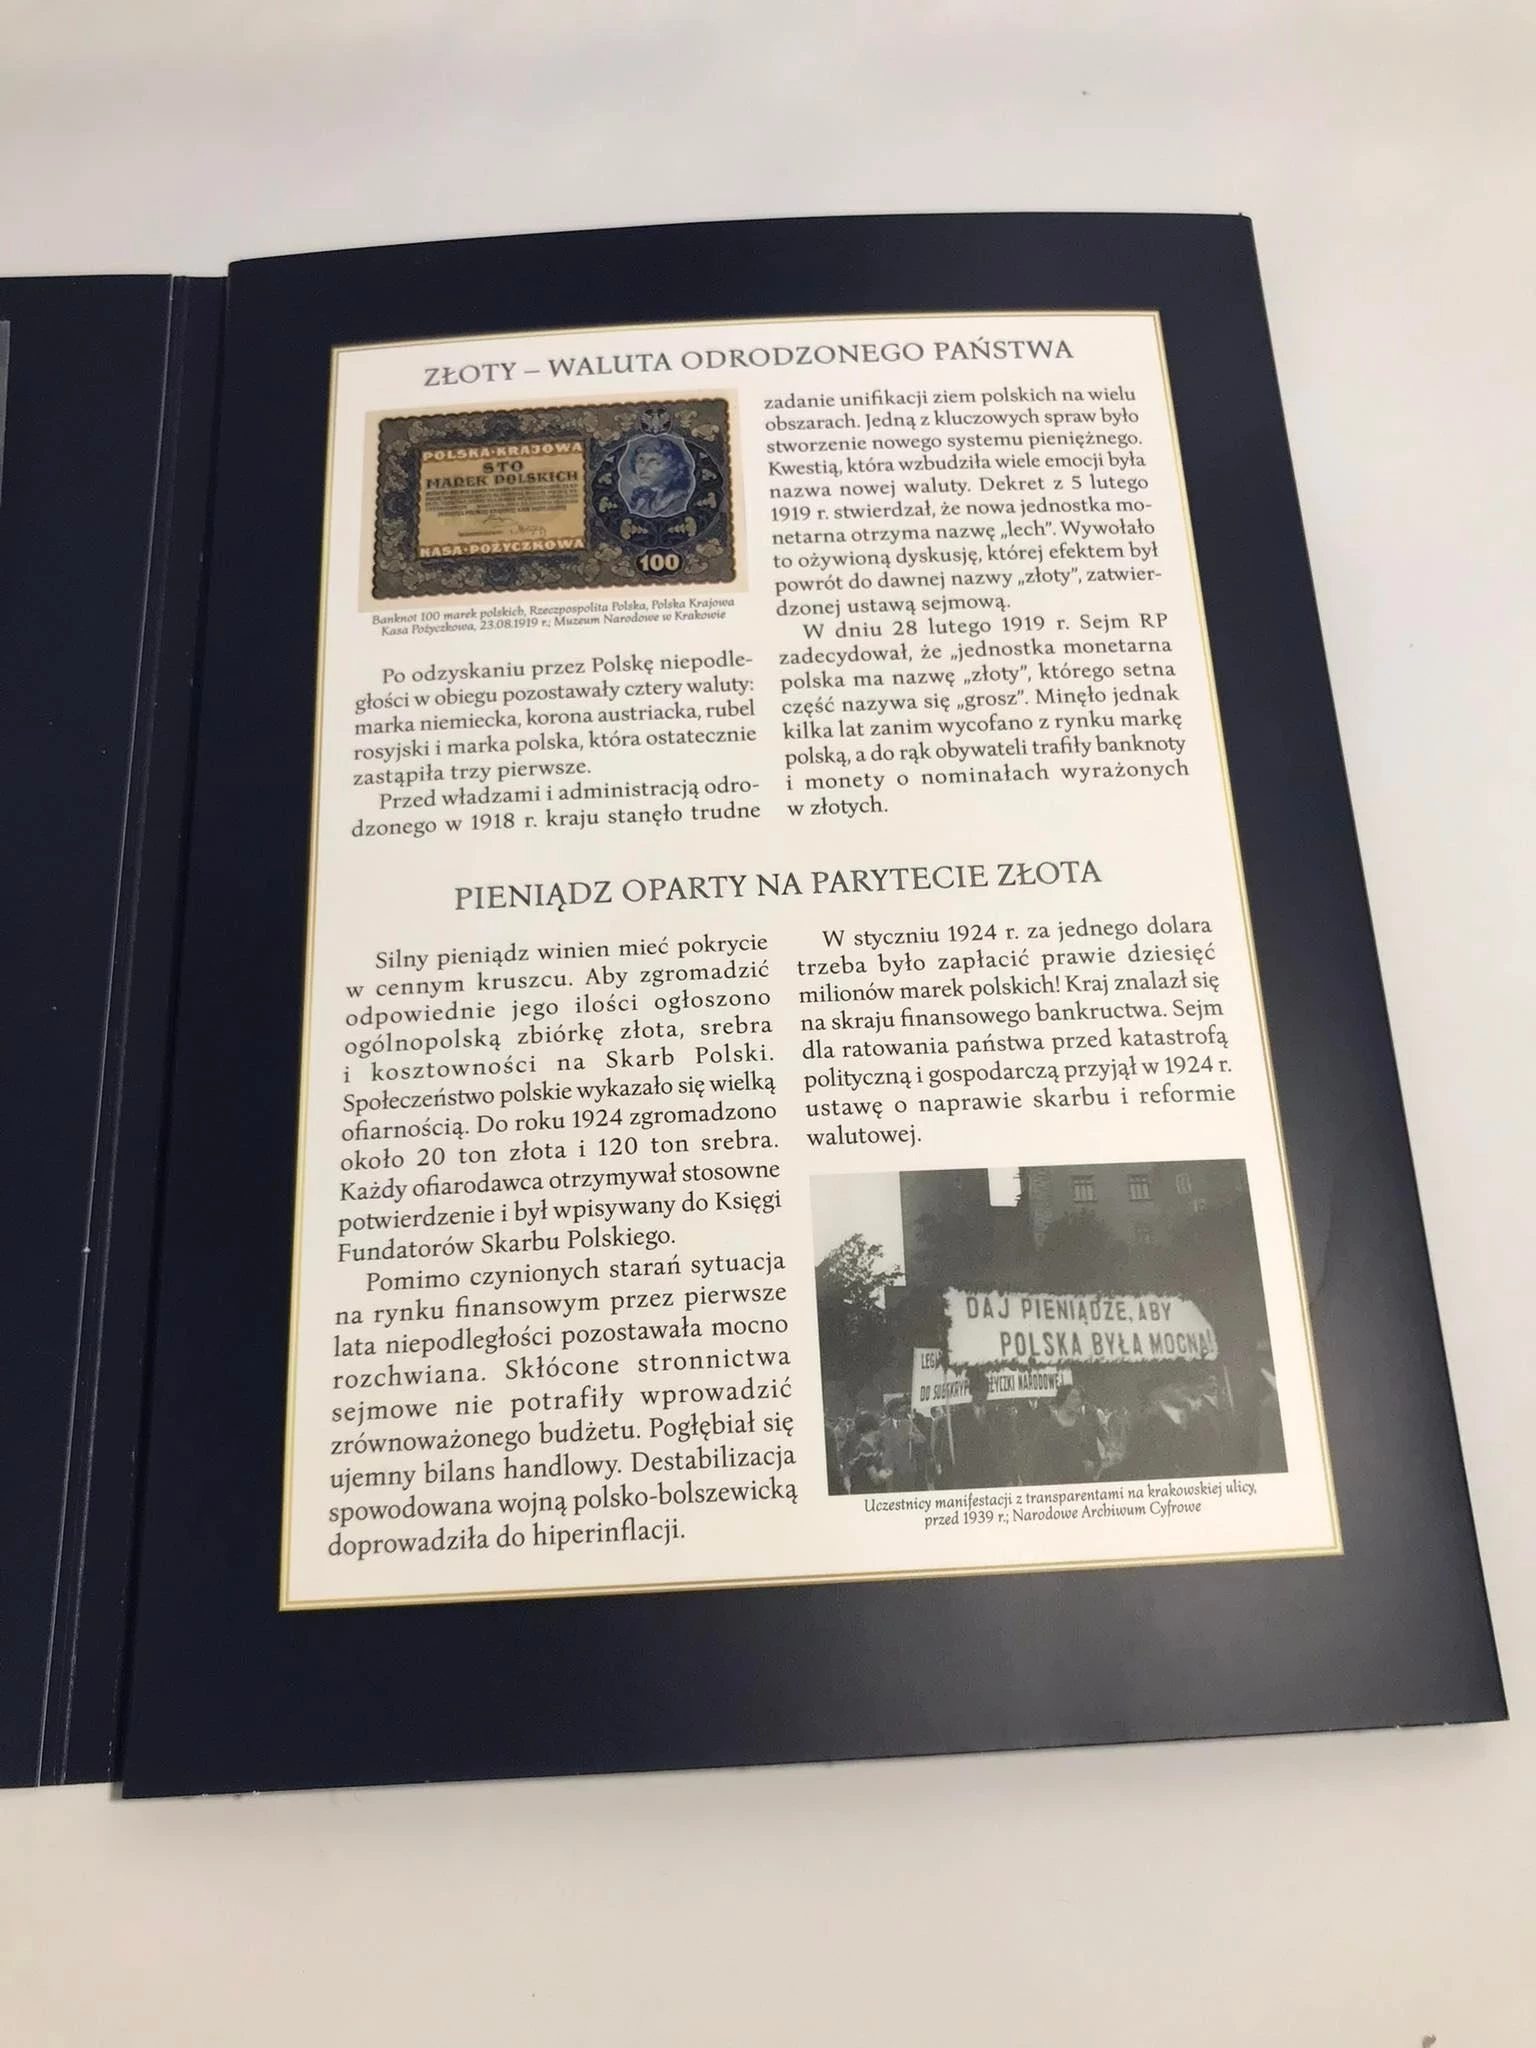 ZŁOTY – WALUTA ODRODZONEGO PAŃSTWA
POLSKA·KRAJOWA
STO
MAREK POLSKICH
KASA·POŻYCZKOWA
100
Banknot 100 marek polskich, Rzeczpospolita Polska, Polska Krajowa
Kasa Pożyczkowa, 23.08.1919 r.; Muzeum Narodowe w Krakowie
Po odzyskaniu przez Polskę niepodle-
głości w obiegu pozostawały cztery waluty:
marka niemiecka, korona austriacka, rubel
rosyjski i marka polska, która ostatecznie
zastąpiła trzy pierwsze.
Przed władzami i administracją odro-
dzonego w 1918 r. kraju stanęło trudne
zadanie unifikacji ziem polskich na wielu
obszarach. Jedną z kluczowych spraw było
stworzenie nowego systemu pieniężnego.
Kwestią, która wzbudziła wiele emocji była
nazwa nowej waluty. Dekret z 5 lutego
1919 r. stwierdzał, że nowa jednostka mo-
netarna otrzyma nazwę „lech”. Wywołało
to ożywioną dyskusję, której efektem był
powrót do dawnej nazwy „złoty”, zatwier-
dzonej ustawą sejmową.
W dniu 28 lutego 1919 r. Sejm RP
zadecydował, że „jednostka monetarna
polska ma nazwę „złoty”, którego setna
część nazywa się „grosz”. Minęło jednak
kilka lat zanim wycofano z rynku markę
polską, a do rąk obywateli trafiły banknoty
i monety o nominałach wyrażonych
w złotych.
PIENIĄDZ OPARTY NA PARYTECIE ZŁOTA
Silny pieniądz winien mieć pokrycie
w cennym kruszcu. Aby zgromadzić
odpowiednie jego ilości ogłoszono
ogólnopolską zbiórkę złota, srebra
i kosztowności na Skarb Polski.
Społeczeństwo polskie wykazało się wielką
ofiarnością. Do roku 1924 zgromadzono
około 20 ton złota i 120 ton srebra.
Każdy ofiarodawca otrzymywał stosowne
potwierdzenie i był wpisywany do Księgi
Fundatorów Skarbu Polskiego.
Pomimo czynionych starań sytuacja
na rynku finansowym przez pierwsze
lata niepodległości pozostawała mocno
rozchwiana. Skłócone stronnictwa
sejmowe nie potrafiły wprowadzić
zrównoważonego budżetu. Pogłębiał się
ujemny bilans handlowy. Destabilizacja
spowodowana wojną polsko-bolszewicką
doprowadziła do hiperinflacji.
W styczniu 1924 r. za jednego dolara
trzeba było zapłacić prawie dziesięć
milionów marek polskich! Kraj znalazł się
na skraju finansowego bankructwa. Sejm
dla ratowania państwa przed katastrofą
polityczną i gospodarczą przyjął w 1924 r.
ustawę o naprawie skarbu i reformie
walutowej.
DAJ PIENIĄDZE, ABY
POLSKA BYŁA MOCNA!
DO NARODOWEJ
Uczestnicy manifestacji z transparentami na krakowskiej ulicy,
przed 1939 r.; Narodowe Archiwum Cyfrowe